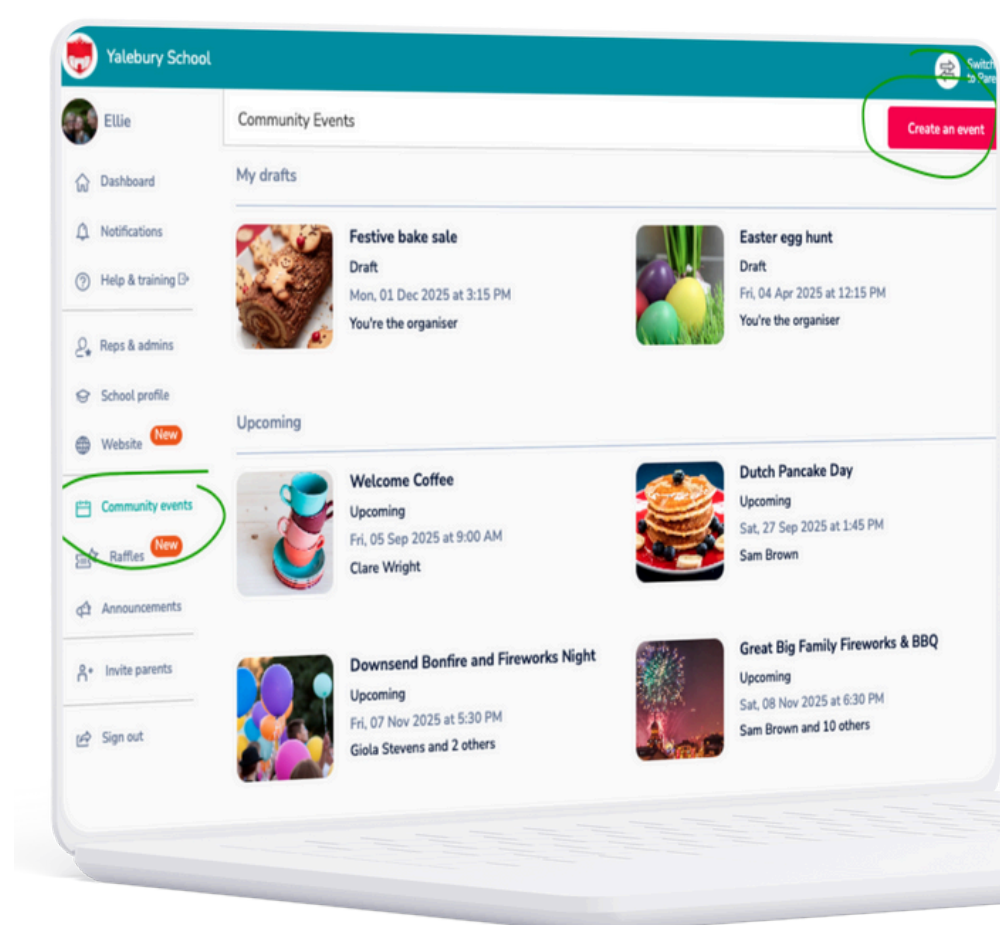 Yalebury School
Switch
to Pare
Ellie
Dashboard
Notifications
Help & training
Reps & admins
School profile
Website New
Community events
Raffles New
Announcements
Invite parents
Sign out
Community Events
Create an event
My drafts
Festive bake sale
Draft
Mon, 01 Dec 2025 at 3:15 PM
You're the organiser
Easter egg hunt
Draft
Fri, 04 Apr 2025 at 12:15 PM
You're the organiser
Upcoming
Welcome Coffee
Upcoming
Fri, 05 Sep 2025 at 9:00 AM
Clare Wright
Dutch Pancake Day
Upcoming
Sat, 27 Sep 2025 at 1:45 PM
Sam Brown
Downsend Bonfire and Fireworks Night
Upcoming
Fri, 07 Nov 2025 at 5:30 PM
Giola Stevens and 2 others
Great Big Family Fireworks & BBQ
Upcoming
Sat, 08 Nov 2025 at 6:30 PM
Sam Brown and 10 others